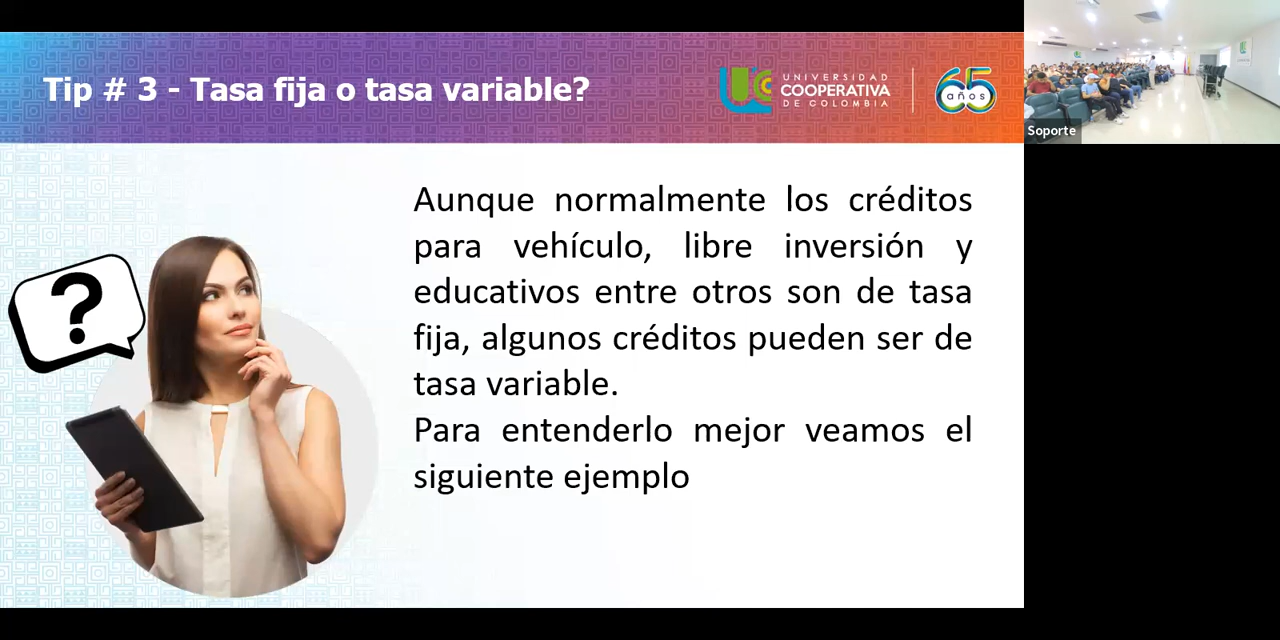 Tip # 3 - Tasa fija o tasa variable?
UNIVERSIDAD
COOPERATIVA
DE COLOMBIA
65
años
Soporte
?
Aunque normalmente los créditos
para vehículo, libre inversión y
educativos entre otros son de tasa
fija, algunos créditos pueden ser de
tasa variable.
Para entenderlo mejor veamos el
siguiente ejemplo